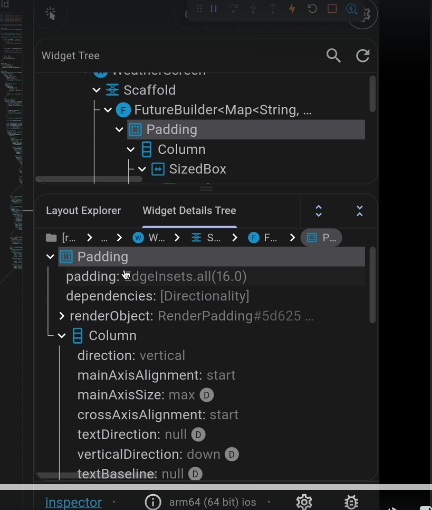 Widget Tree
WeatherScreen
Scaffold
F FutureBuilder<Map<String, ...
Padding
Column
SizedBox
Layout Explorer Widget Details Tree
[r... > ... > W W... > S... > F F... > P...
Padding
padding: EdgeInsets.all(16.0)
dependencies: [Directionality]
renderObject: RenderPadding#5d625 ...
Column
direction: vertical
mainAxisAlignment: start
mainAxisSize: max D
crossAxisAlignment: start
textDirection: null D
verticalDirection: down D
textBaseline: null D
inspector · arm64 (64 bit) ios ·